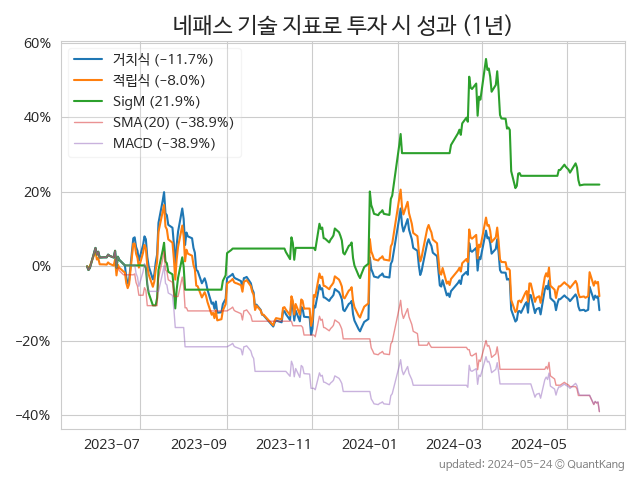 네패스 기술 지표로 투자 시 성과 (1년)
60%
40%
20%
0%
−20%
−40%
거치식 (−11.7%)
적립식 (−8.0%)
SigM (21.9%)
SMA(20) (−38.9%)
MACD (−38.9%)
2023-07
2023-09
2023-11
2024-01
2024-03
2024-05
updated: 2024-05-24 © QuantKang